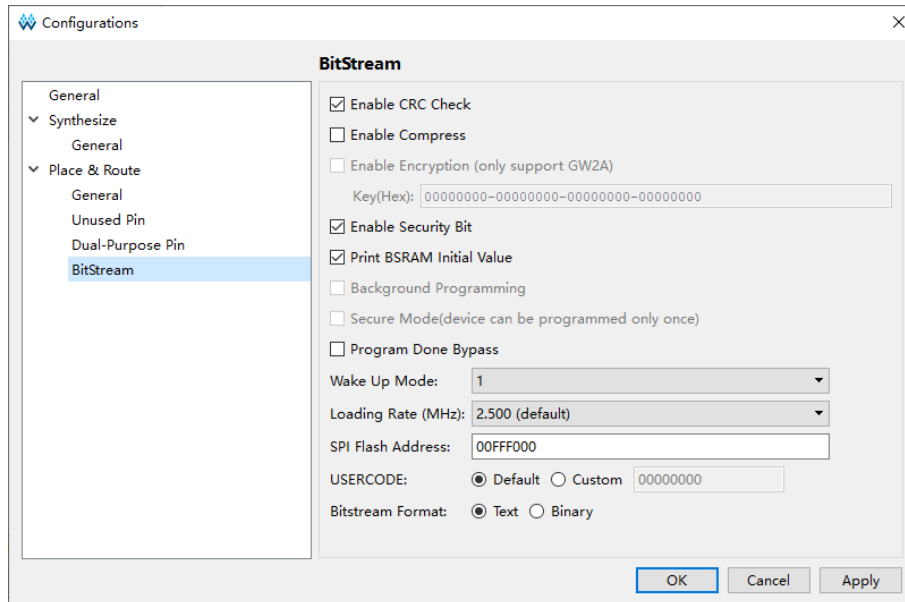 Configurations
BitStream
General
Synthesize
General
Place & Route
General
Unused Pin
Dual-Purpose Pin
BitStream
Enable CRC Check
Enable Compress
Enable Encryption (only support GW2A)
Key(Hex): 00000000-00000000-00000000-00000000
Enable Security Bit
Print BSRAM Initial Value
Background Programming
Secure Mode(device can be programmed only once)
Program Done Bypass
Wake Up Mode: 1
Loading Rate (MHz): 2.500 (default)
SPI Flash Address: 00FFF000
USERCODE: Default Custom 00000000
Bitstream Format: Text Binary
OK Cancel Apply